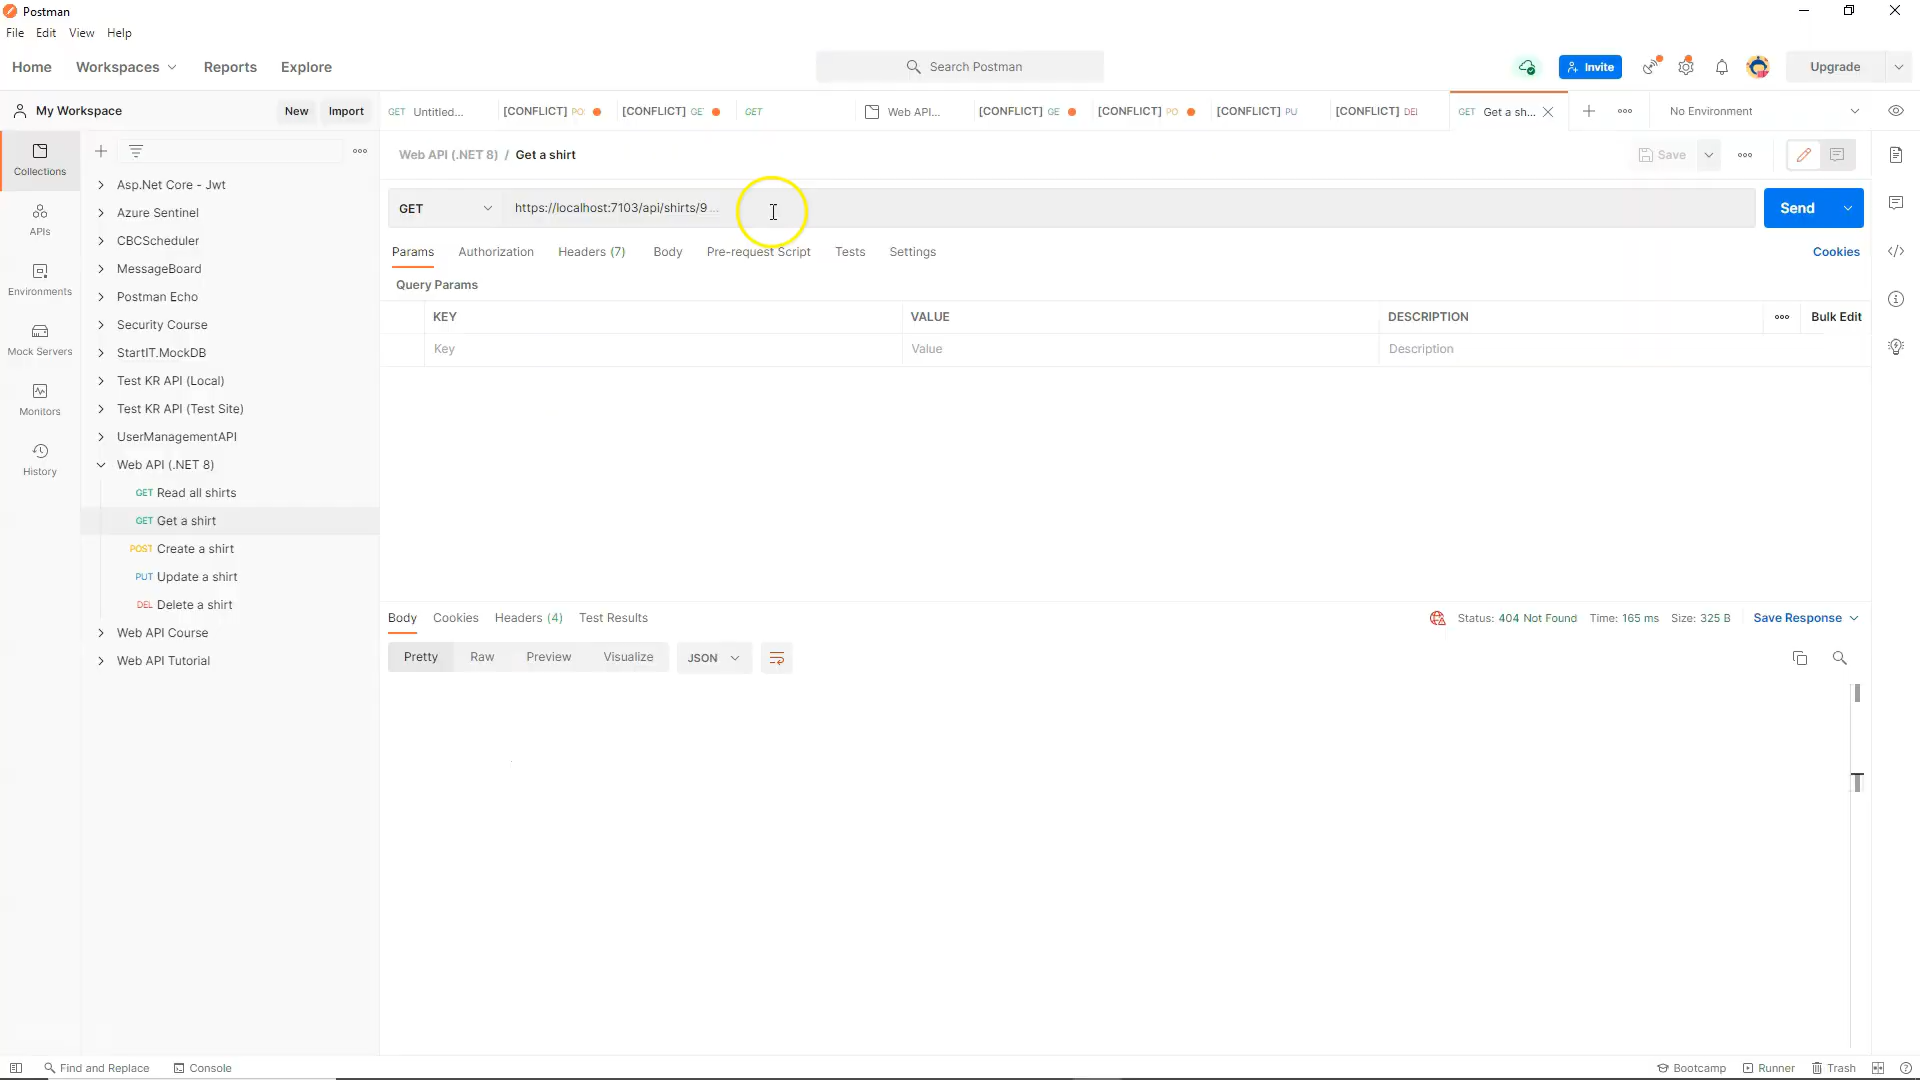 Postman
File Edit View Help
Home Workspaces Reports Explore
Search Postman
Invite
Upgrade
My Workspace
New Import
GET Untitled... [CONFLICT] PO [CONFLICT] GE GET Web API... [CONFLICT] GE [CONFLICT] PO [CONFLICT] PU [CONFLICT] DEL GET Get a sh...
No Environment
Collections
APIs
Environments
Mock Servers
Monitors
History
Asp.Net Core - Jwt
Azure Sentinel
CBCScheduler
MessageBoard
Postman Echo
Security Course
StartIT.MockDB
Test KR API (Local)
Test KR API (Test Site)
UserManagementAPI
Web API (.NET 8)
GET Read all shirts
GET Get a shirt
POST Create a shirt
PUT Update a shirt
DEL Delete a shirt
Web API Course
Web API Tutorial
Web API (.NET 8) / Get a shirt
Save
GET https://localhost:7103/api/shirts/9 ...
Send
Params Authorization Headers (7) Body Pre-request Script Tests Settings
Cookies
Query Params
KEY VALUE DESCRIPTION
Bulk Edit
Key Value Description
Body Cookies Headers (4) Test Results
Status: 404 Not Found Time: 165 ms Size: 325 B Save Response
Pretty Raw Preview Visualize JSON
Find and Replace Console
Bootcamp Runner Trash